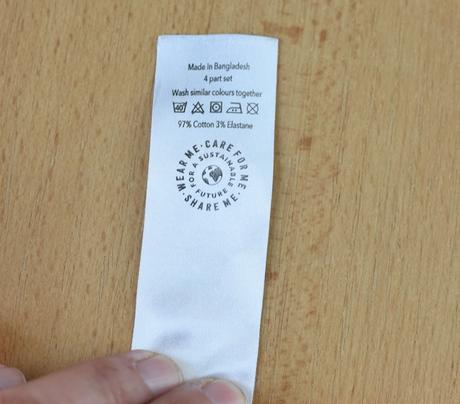 Made in Bangladesh
4 part set
Wash similar colours together
40
97% Cotton 3% Elastane
WEAR ME · CARE FOR ME · SHARE ME ·
FOR A SUSTAINABLE FUTURE